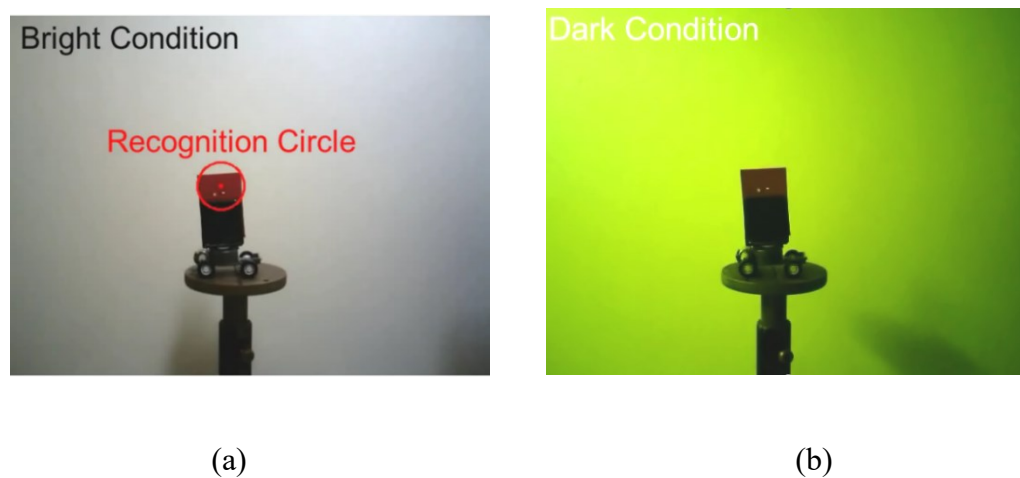 Bright Condition
Dark Condition
Recognition Circle
(a)
(b)